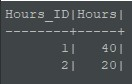 Hours_ID|Hours|
--------+-----+
       1|   40|
       2|   20|